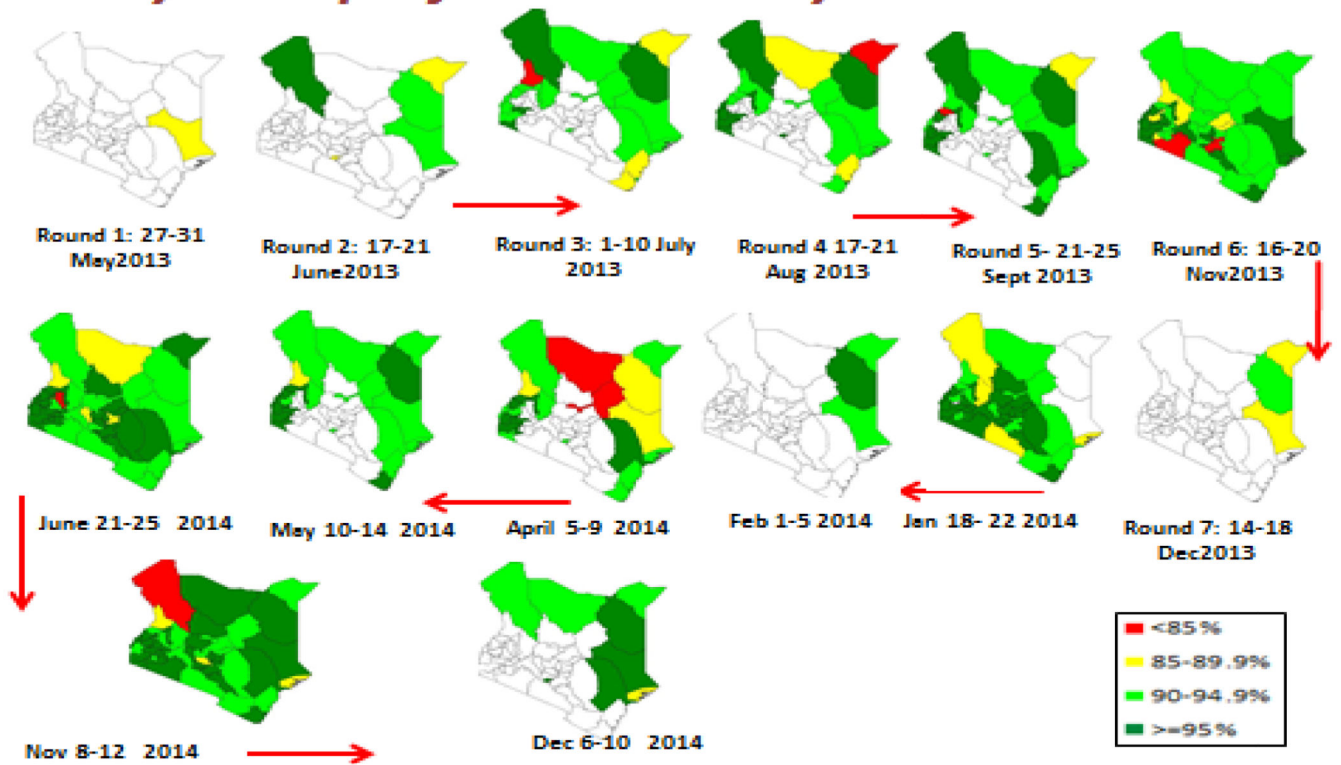 Round 1: 27-31
May2013
Round 2: 17-21
June2013
Round 3: 1-10 July
2013
Round 4 17-21
Aug 2013
Round 5- 21-25
Sept 2013
Round 6: 16-20
Nov2013
June 21-25 2014
May 10-14 2014
April 5-9 2014
Feb 1-5 2014
Jan 18- 22 2014
Round 7: 14-18
Dec2013
Nov 8-12 2014
Dec 6-10 2014
<85%
85-89.9%
90-94.9%
>=95%